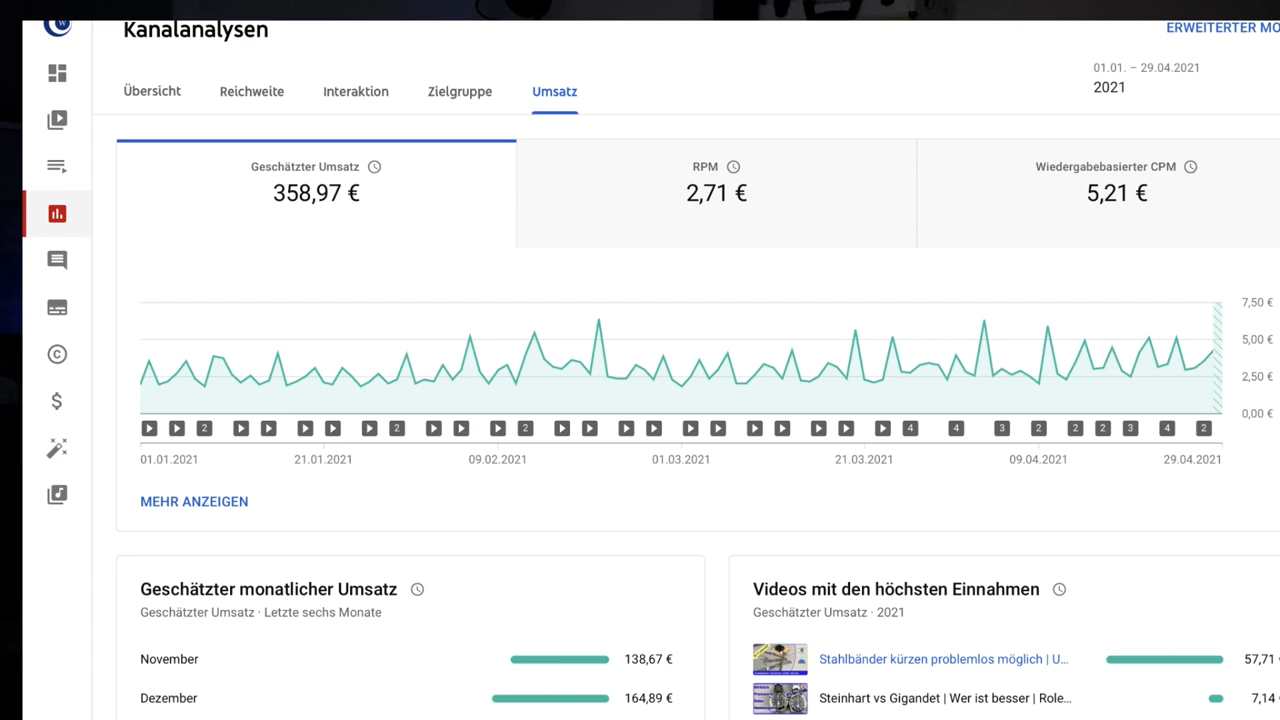 Kanalanalysen
ERWEITERTER MO
01.01. – 29.04.2021
2021
Übersicht
Reichweite
Interaktion
Zielgruppe
Umsatz
Geschätzter Umsatz
358,97 €
RPM
2,71 €
Wiedergabebasierter CPM
5,21 €
7,50 €
5,00 €
2,50 €
0,00 €
2 2 2 4 4 3 2 2 2 3 4 2
01.01.2021
21.01.2021
09.02.2021
01.03.2021
21.03.2021
09.04.2021
29.04.2021
MEHR ANZEIGEN
Geschätzter monatlicher Umsatz
Geschätzter Umsatz · Letzte sechs Monate
November
138,67 €
Dezember
164,89 €
Videos mit den höchsten Einnahmen
Geschätzter Umsatz · 2021
Stahlbänder kürzen problemlos möglich | U...
57,71
Steinhart vs Gigandet | Wer ist besser | Role...
7,14